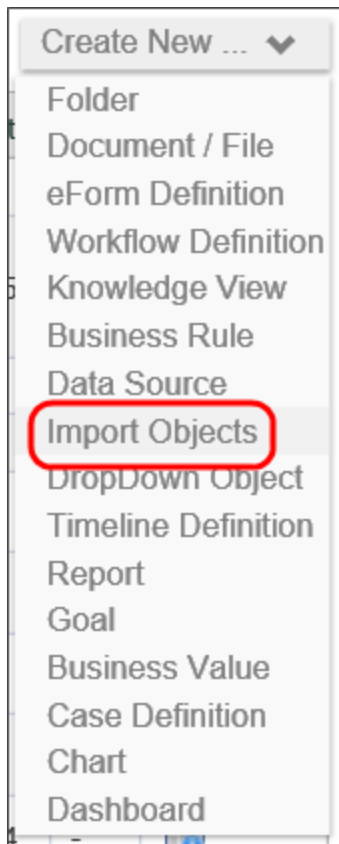 Create New ...
Folder
Document / File
eForm Definition
Workflow Definition
Knowledge View
Business Rule
Data Source
Import Objects
DropDown Object
Timeline Definition
Report
Goal
Business Value
Case Definition
Chart
Dashboard